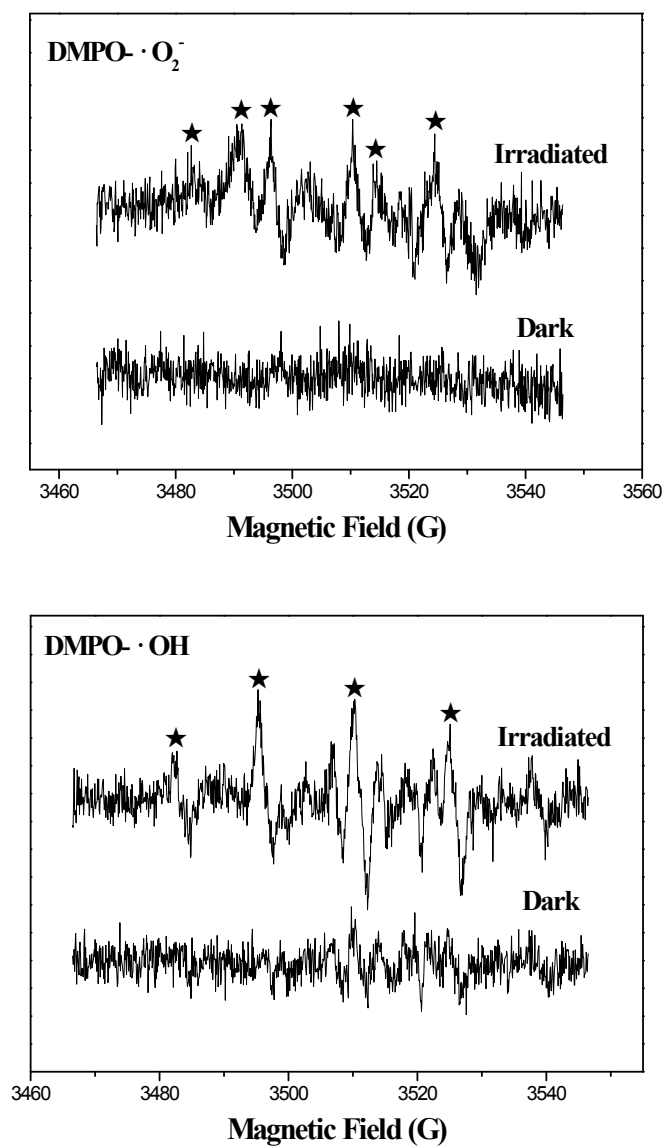 DMPO- · O₂⁻
★ ★ ★ ★ ★ ★
Irradiated
Dark
3460 3480 3500 3520 3540 3560
Magnetic Field (G)
DMPO- · OH
★ ★ ★ ★
Irradiated
Dark
3460 3480 3500 3520 3540
Magnetic Field (G)